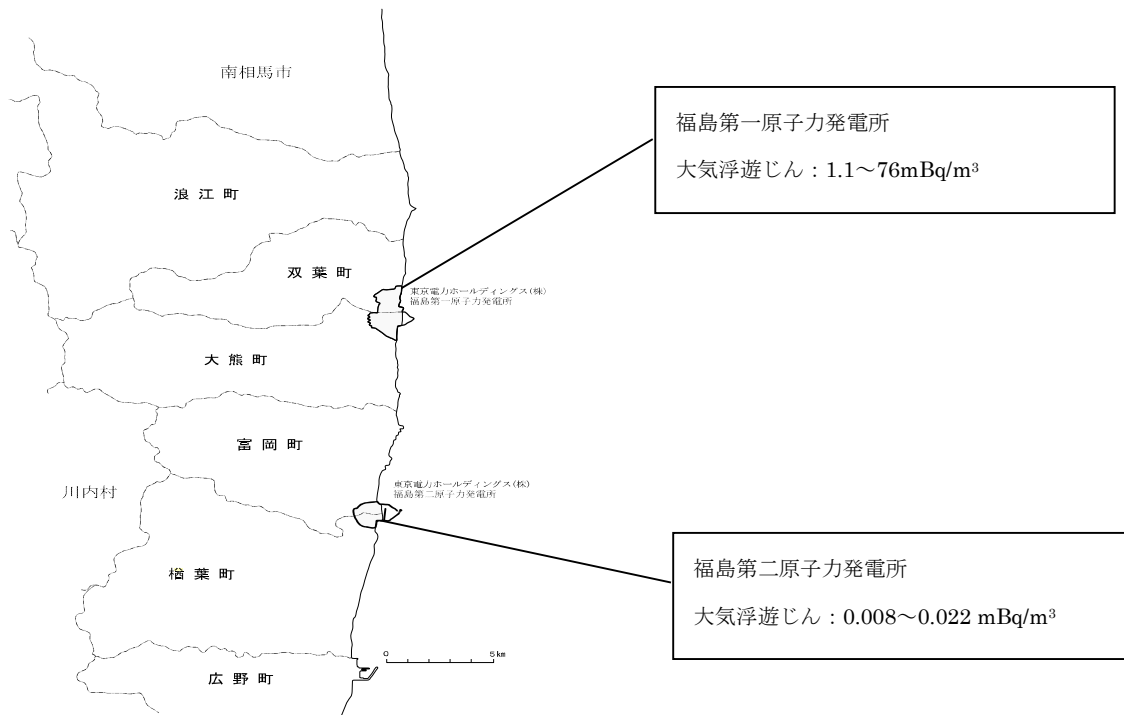 南相馬市
福島第一原子力発電所
大気浮遊じん：1.1～76mBq/m³
浪江町
双葉町
東京電力ホールディングス(株)
福島第一原子力発電所
大熊町
富岡町
川内村
東京電力ホールディングス(株)
福島第二原子力発電所
福島第二原子力発電所
大気浮遊じん：0.008～0.022 mBq/m³
楢葉町
0 5km
広野町